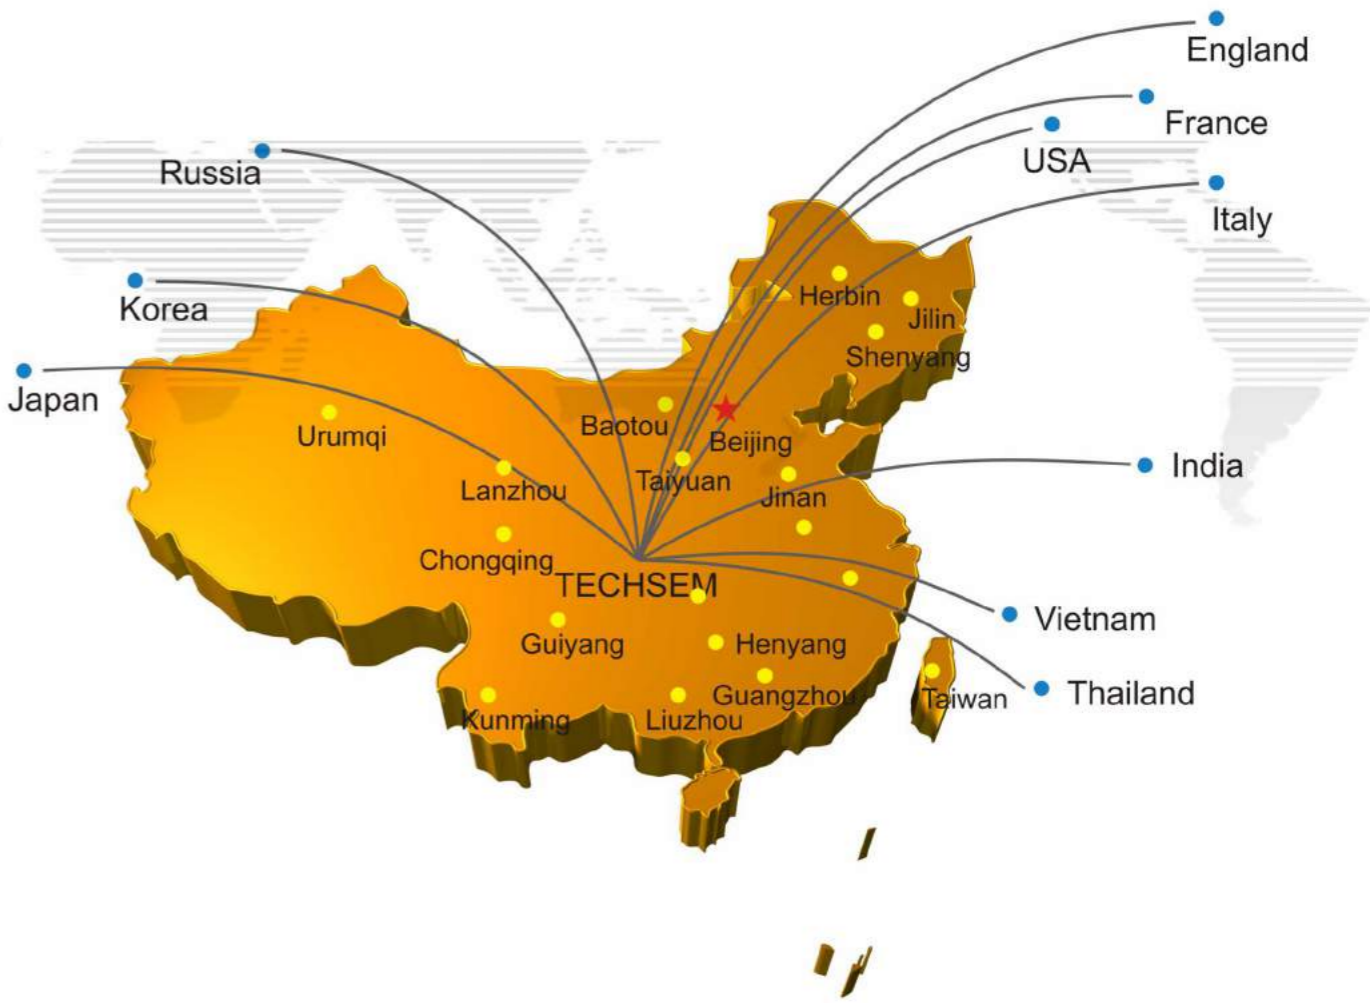 England
France
USA
Russia
Italy
Herbin
Korea
Jilin
Shenyang
Japan
Baotou
Urumqi
Beijing
India
Taiyuan
Lanzhou
Jinan
Chongqing
TECHSEM
Vietnam
Guiyang
Henyang
Thailand
Guangzhou
Taiwan
Kunming
Liuzhou